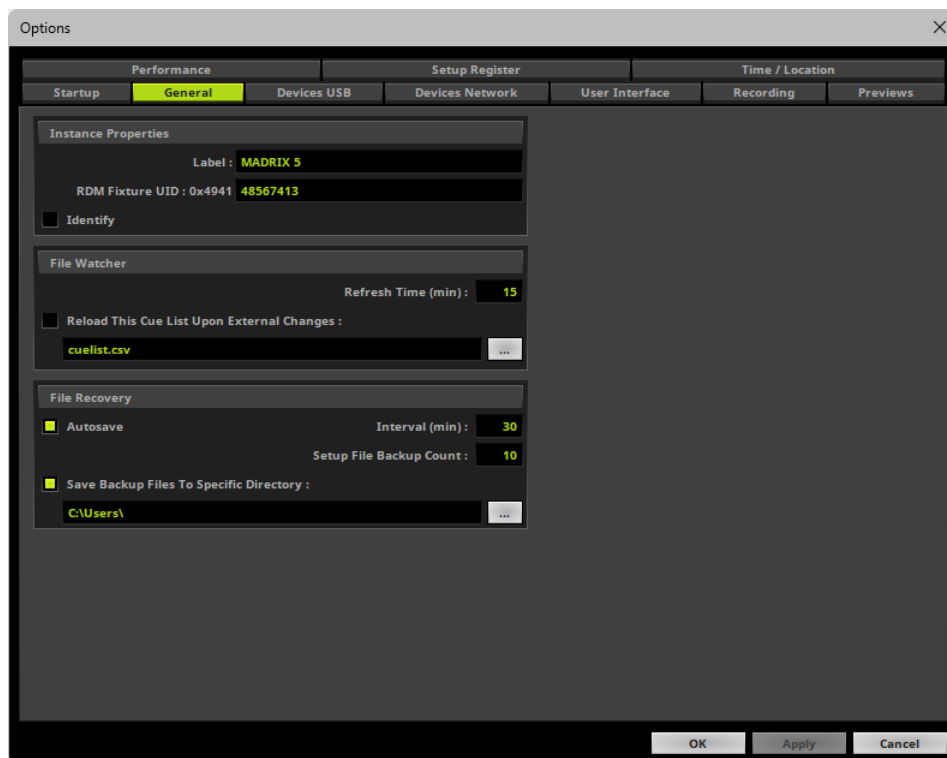 Options
Performance Setup Register Time / Location
Startup General Devices USB Devices Network User Interface Recording Previews
Instance Properties
Label : MADRIX 5
RDM Fixture UID : 0x4941 48567413
Identify
File Watcher
Refresh Time (min) : 15
Reload This Cue List Upon External Changes :
cuelist.csv ...
File Recovery
Autosave Interval (min) : 30
Setup File Backup Count : 10
Save Backup Files To Specific Directory :
C:\Users\ ...
OK Apply Cancel